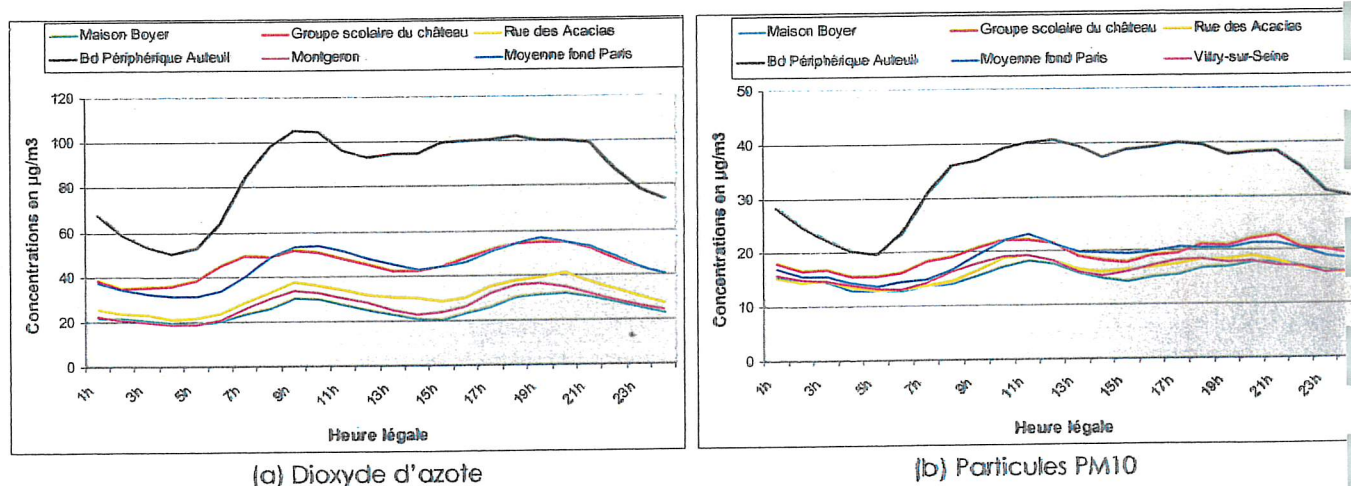 Maison Boyer Groupe scolaire du château Rue des Acacias
Bd Périphérique Auteuil Montgeron Moyenne fond Paris
Concentrations en µg/m3
120
100
80
60
40
20
0
1h 3h 5h 7h 9h 11h 13h 15h 17h 19h 21h 23h
Heure légale
(a) Dioxyde d'azote
Maison Boyer Groupe scolaire du château Rue des Acacias
Bd Périphérique Auteuil Moyenne fond Paris Vitry-sur-Seine
Concentrations en µg/m3
50
40
30
20
10
0
1h 3h 5h 7h 9h 11h 13h 15h 17h 19h 21h 23h
Heure légale
(b) Particules PM10